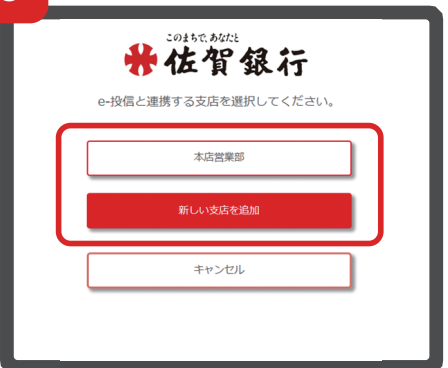 このまちで、あなたと
佐賀銀行
e-投信と連携する支店を選択してください。
本店営業部
新しい支店を追加
キャンセル